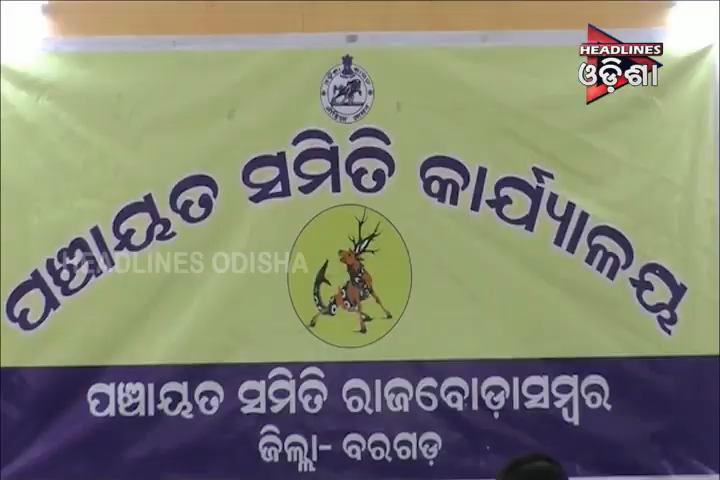 HEADLINES
ଓଡ଼ିଶା
ପଞ୍ଚାୟତ ସମିତି କାର୍ଯ୍ୟାଳୟ
HEADLINES ODISHA
ପଞ୍ଚାୟତ ସମିତି ରାଜବୋଡ଼ାସମ୍ବର
ଜିଲ୍ଲା- ବରଗଡ଼